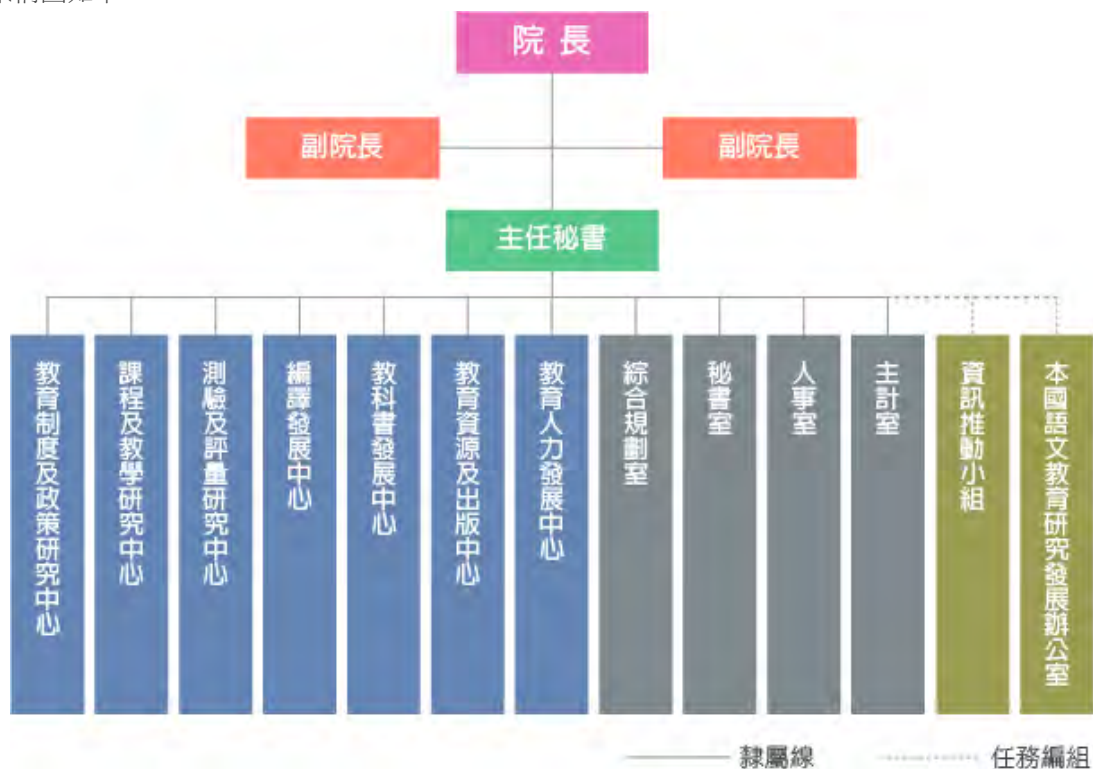 院 長
副院長
副院長
主任秘書
教育制度及政策研究中心
課程及教學研究中心
測驗及評量研究中心
編譯發展中心
教科書發展中心
教育資源及出版中心
教育人力發展中心
綜合規劃室
秘書室
人事室
主計室
資訊推動小組
本國語文教育研究發展辦公室
隸屬線
任務編組